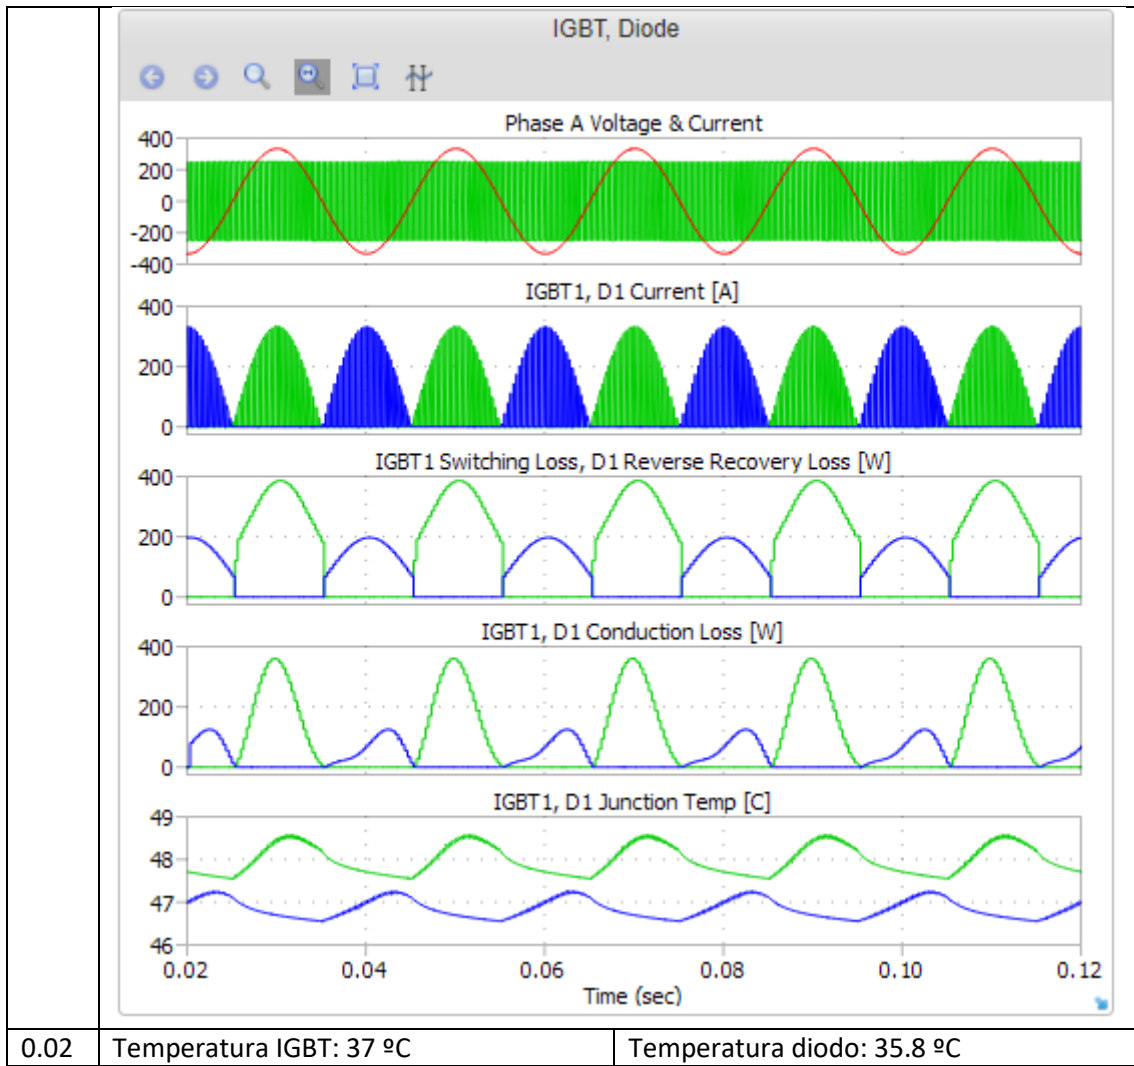 IGBT, Diode
Phase A Voltage & Current
400
200
0
-200
-400
IGBT1, D1 Current [A]
400
200
0
IGBT1 Switching Loss, D1 Reverse Recovery Loss [W]
400
200
0
IGBT1, D1 Conduction Loss [W]
400
200
0
IGBT1, D1 Junction Temp [C]
49
48
47
46
0.02 0.04 0.06 0.08 0.10 0.12
Time (sec)
0.02 Temperatura IGBT: 37 ºC Temperatura diodo: 35.8 ºC